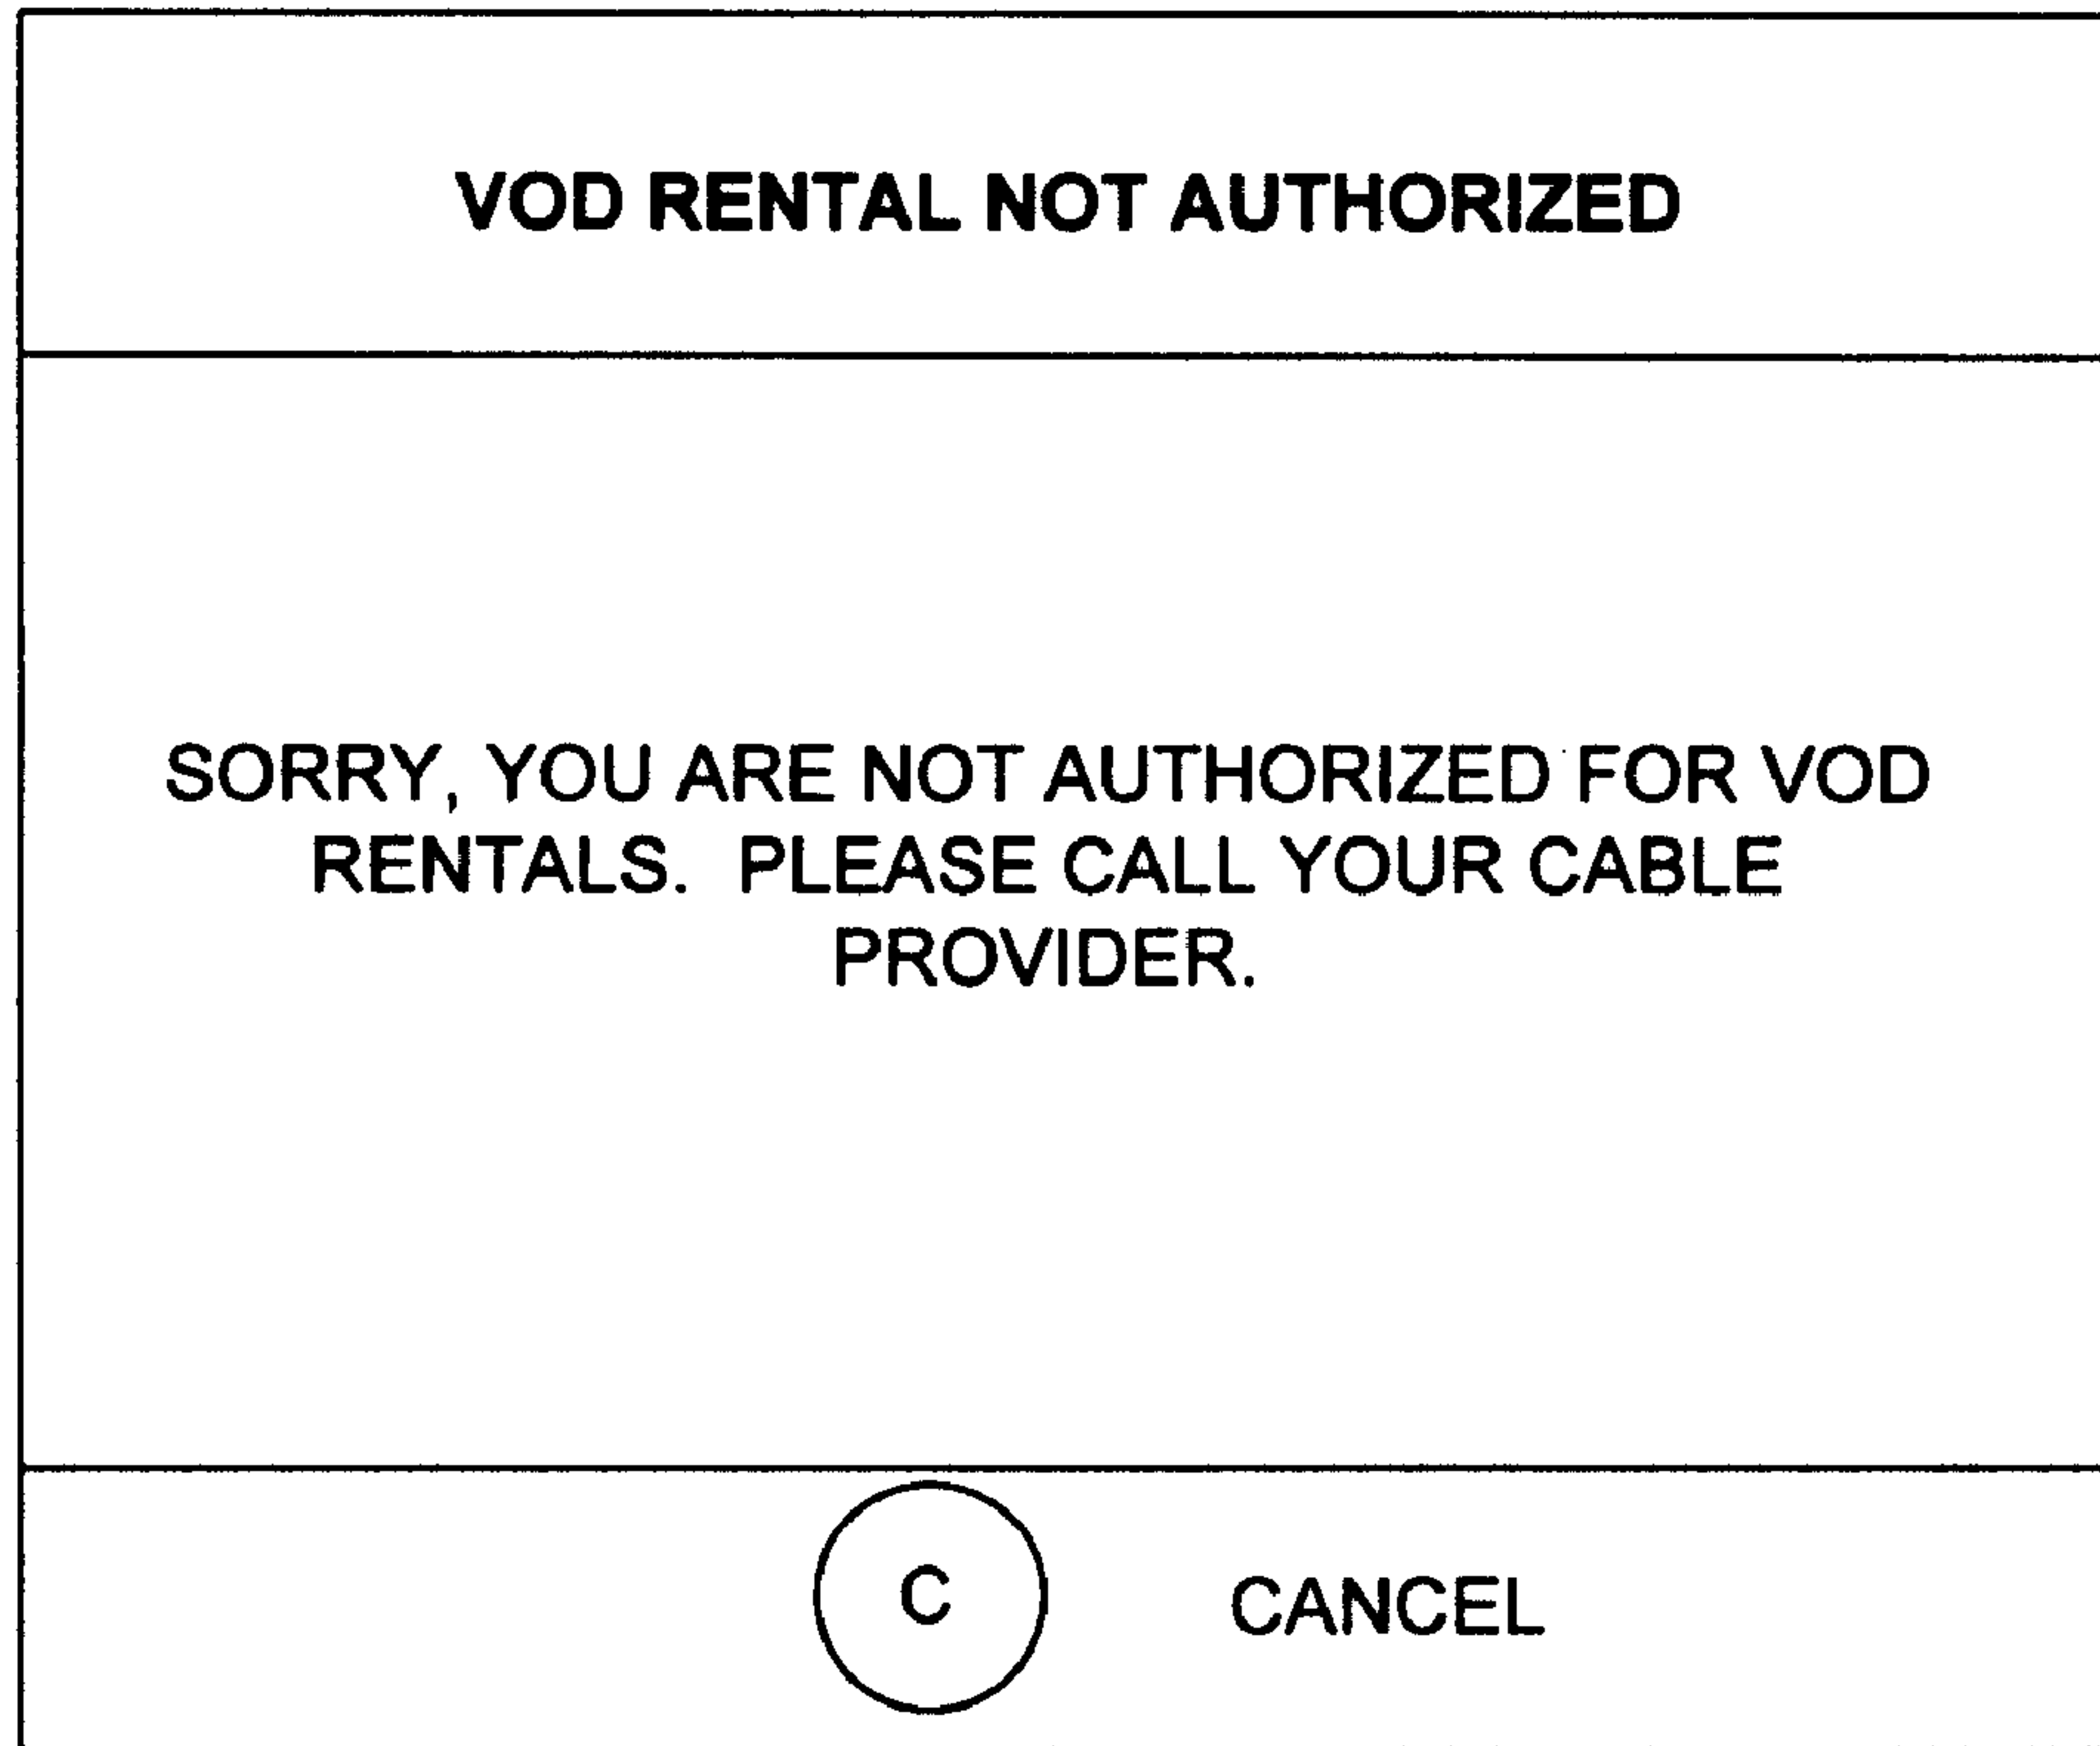 VOD RENTAL NOT AUTHORIZED
SORRY, YOU ARE NOT AUTHORIZED FOR VOD
RENTALS.  PLEASE CALL YOUR CABLE
PROVIDER.
C CANCEL